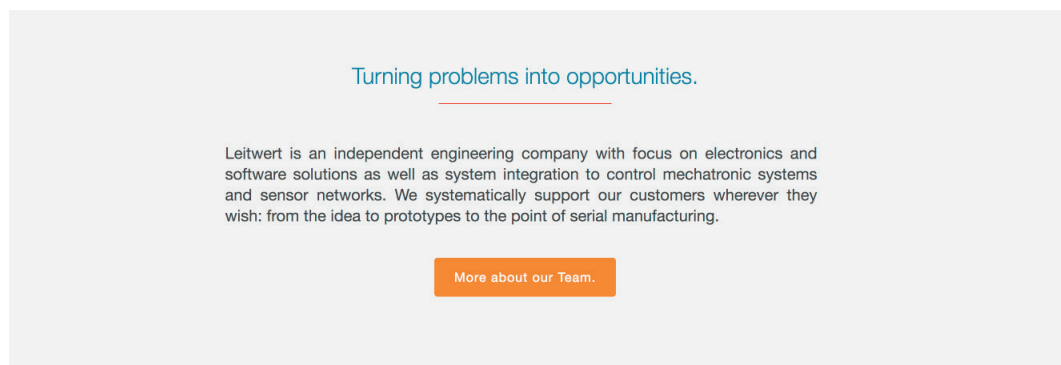 Turning problems into opportunities.
Leitwert is an independent engineering company with focus on electronics and
software solutions as well as system integration to control mechatronic systems
and sensor networks. We systematically support our customers wherever they
wish: from the idea to prototypes to the point of serial manufacturing.
More about our Team.